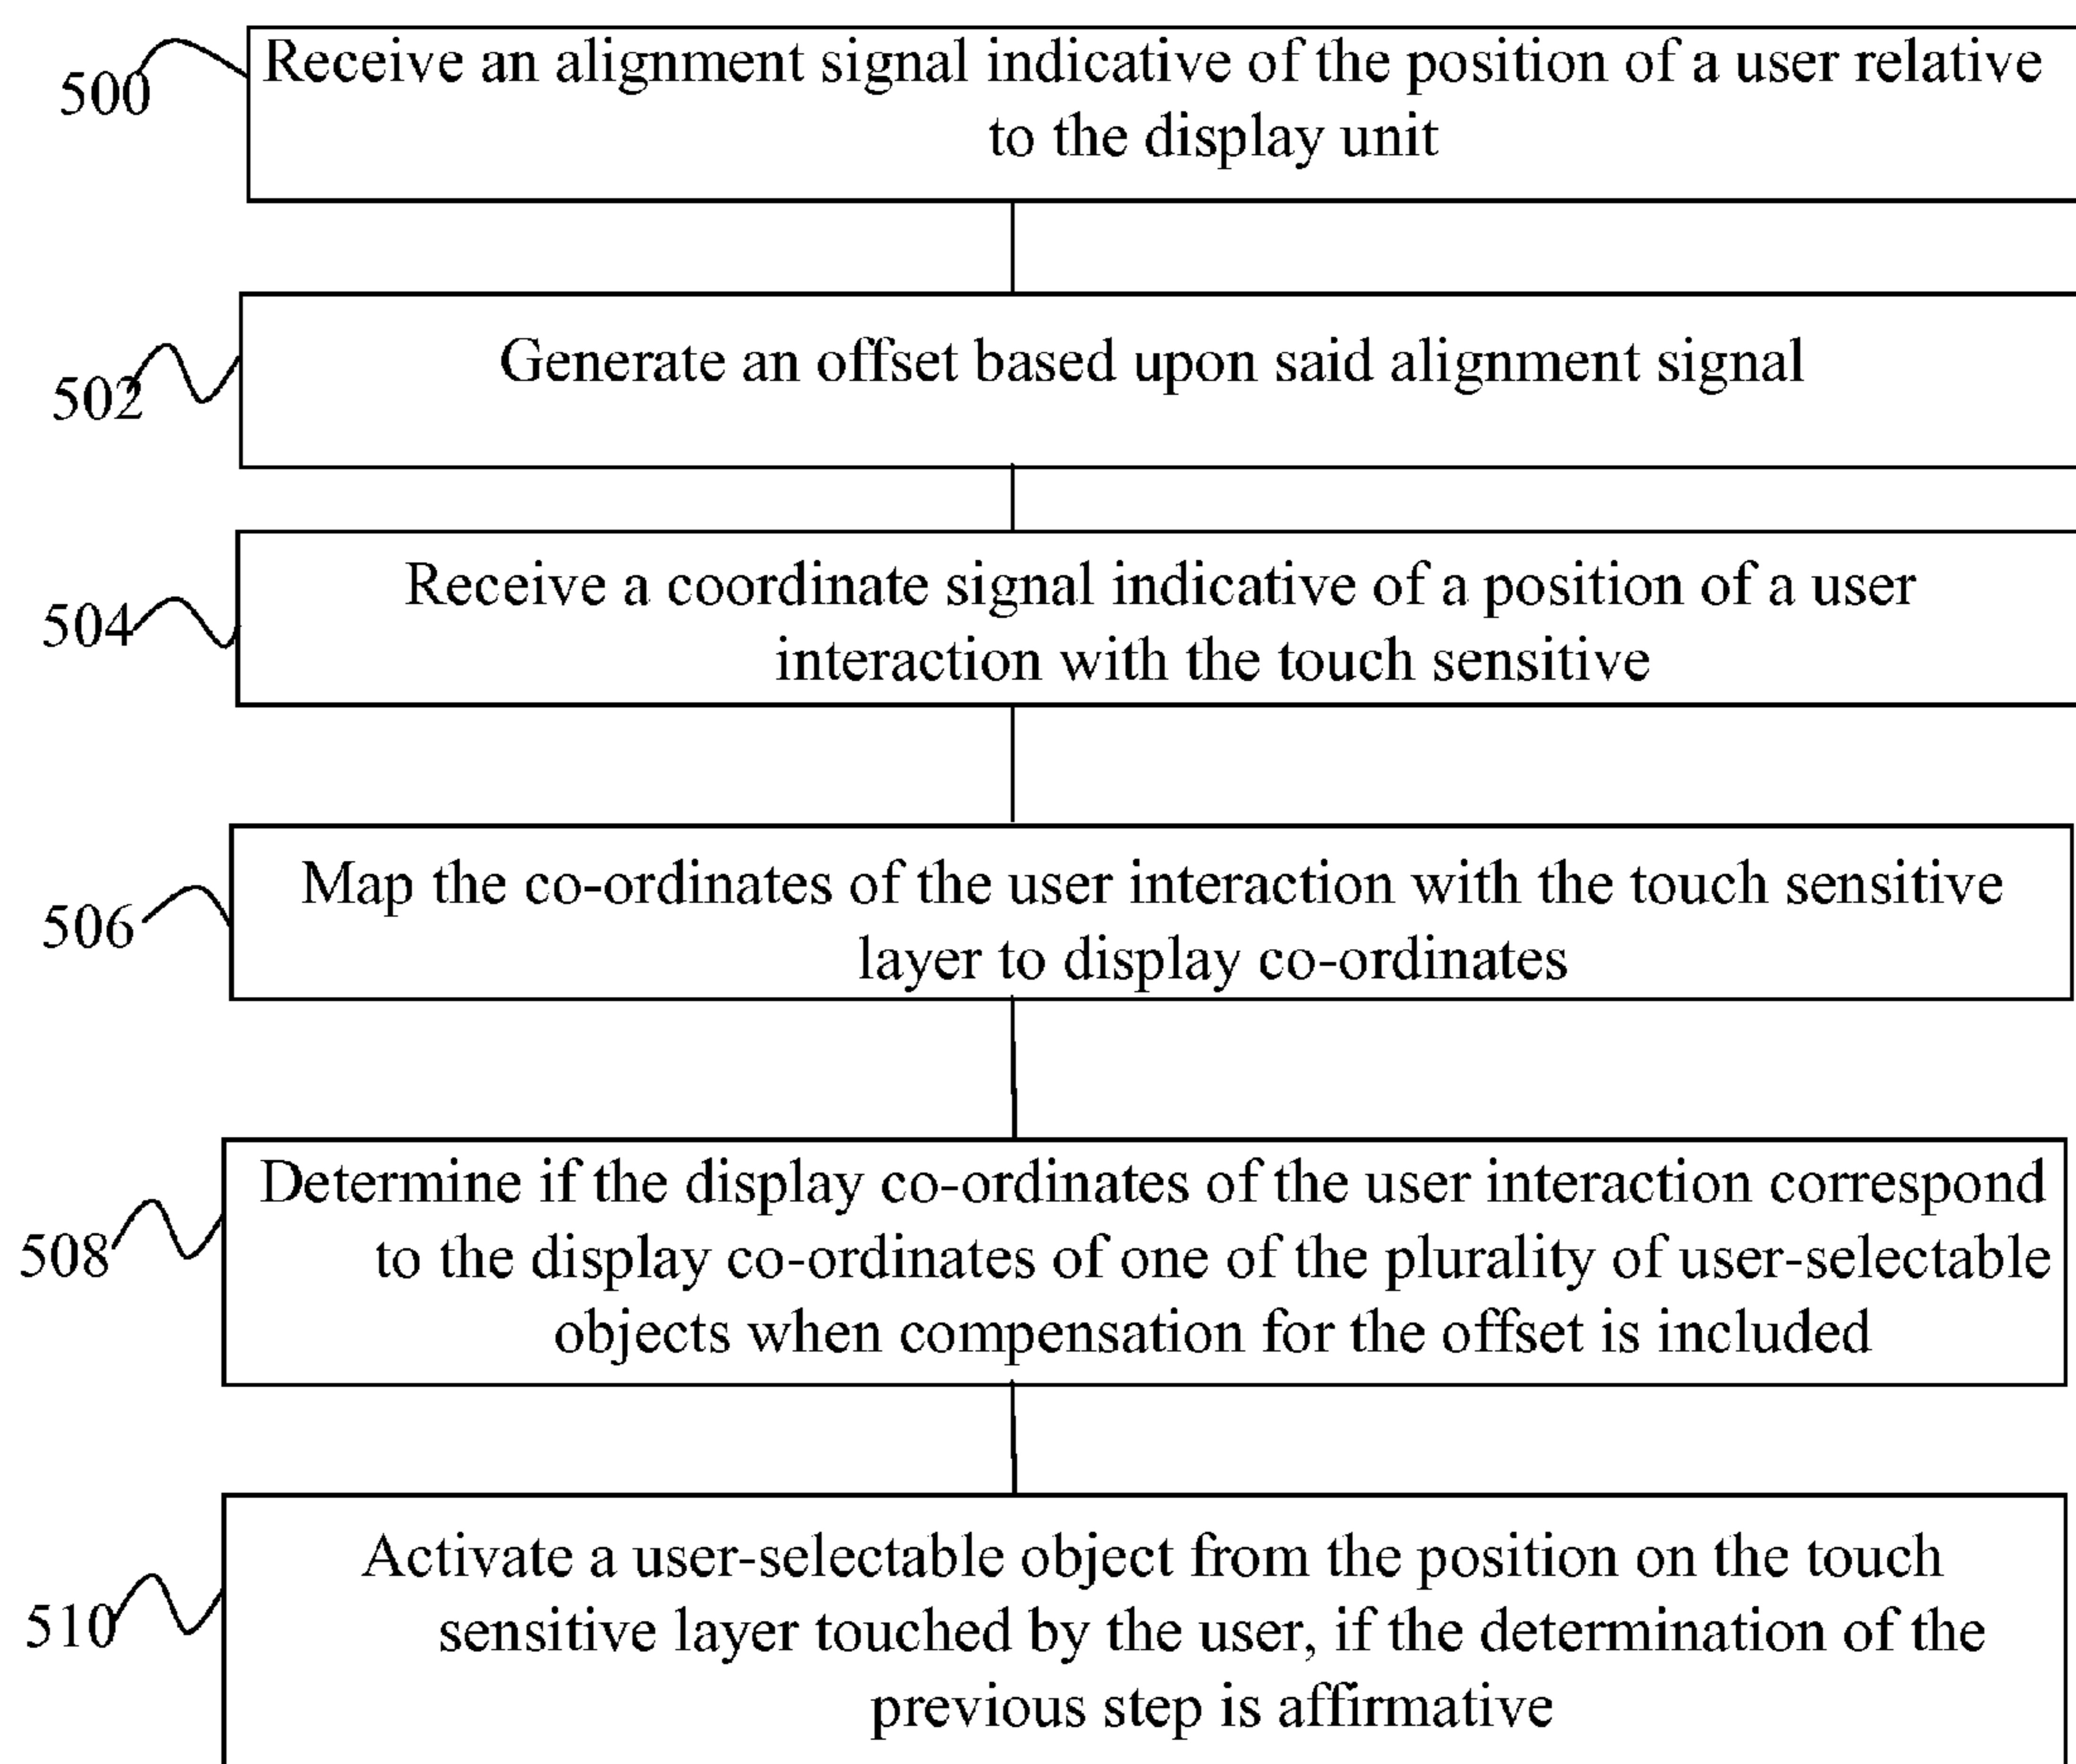 500
Receive an alignment signal indicative of the position of a user relative
to the display unit
502
Generate an offset based upon said alignment signal
504
Receive a coordinate signal indicative of a position of a user
interaction with the touch sensitive
506
Map the co-ordinates of the user interaction with the touch sensitive
layer to display co-ordinates
508
Determine if the display co-ordinates of the user interaction correspond
to the display co-ordinates of one of the plurality of user-selectable
objects when compensation for the offset is included
510
Activate a user-selectable object from the position on the touch
sensitive layer touched by the user, if the determination of the
previous step is affirmative